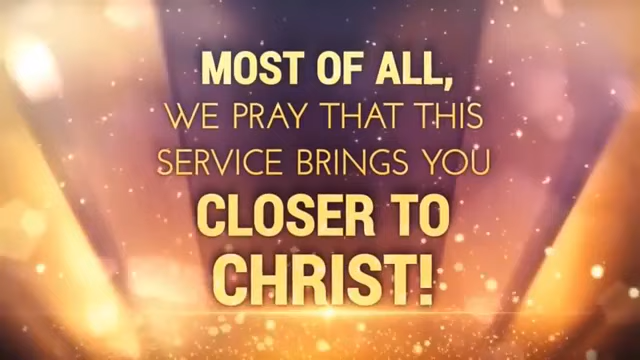 MOST OF ALL,
WE PRAY THAT THIS
SERVICE BRINGS YOU
CLOSER TO
CHRIST!